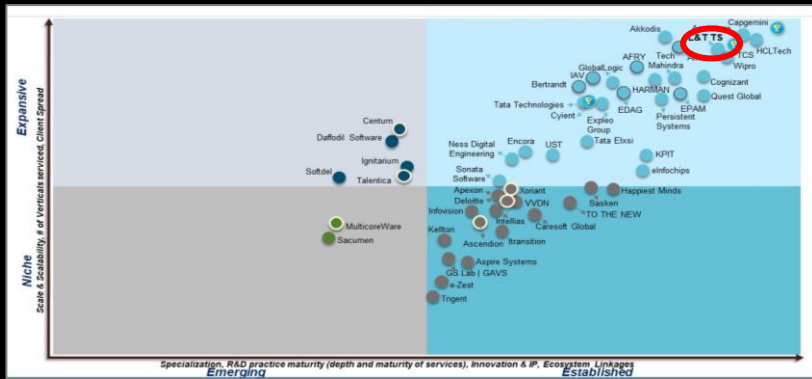 Expansive
Niche
Scale & Scalability, # of Verticals serviced, Client Spread
Akkodis
Capgemini
L&T TS
HCLTech
TCS
Wipro
AFRY
Tech
Mahindra
GlobalLogic
IAV
Bertrandt
HARMAN
Cognizant
Quest Global
EPAM
EDAG
Tata Technologies
Cyient
Expleo
Group
Persistent
Systems
Centum
Daffodil Software
Ness Digital
Engineering
Encora
UST
Tata Elxsi
KPIT
eInfochips
Ignitarium
Softdel
Talentica
Sonata
Software
Apexon
Xoriant
Happiest Minds
Deloitte
VVDN
Sasken
Infovision
Intellias
TO THE NEW
MulticoreWare
Caresoft Global
Sacumen
Kellton
Ascendion
Itransition
Aspire Systems
GS Lab | GAVS
e-Zest
Trigent
Specialization, R&D practice maturity (depth and maturity of services), Innovation & IP, Ecosystem Linkages
Emerging
Established